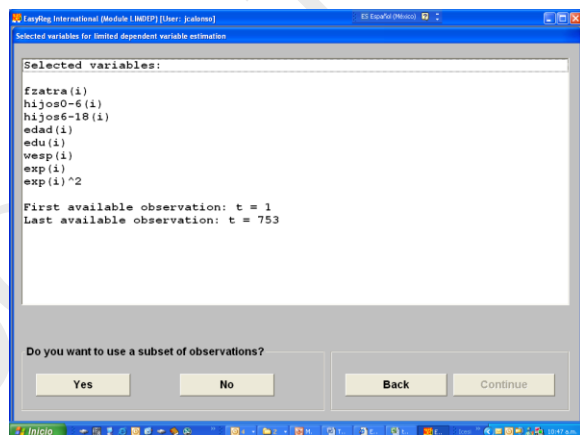 EasyReg International (Module LIMDEP) [User: jcalonso]
ES Español (México)
Selected variables for limited dependent variable estimation
Selected variables:
fzatra(i)
hijos0-6(i)
hijos6-18(i)
edad(i)
edu(i)
wesp(i)
exp(i)
exp(i)^2
First available observation: t = 1
Last available observation: t = 753
Do you want to use a subset of observations?
Yes No Back Continue
Inicio 10:47 a.m.